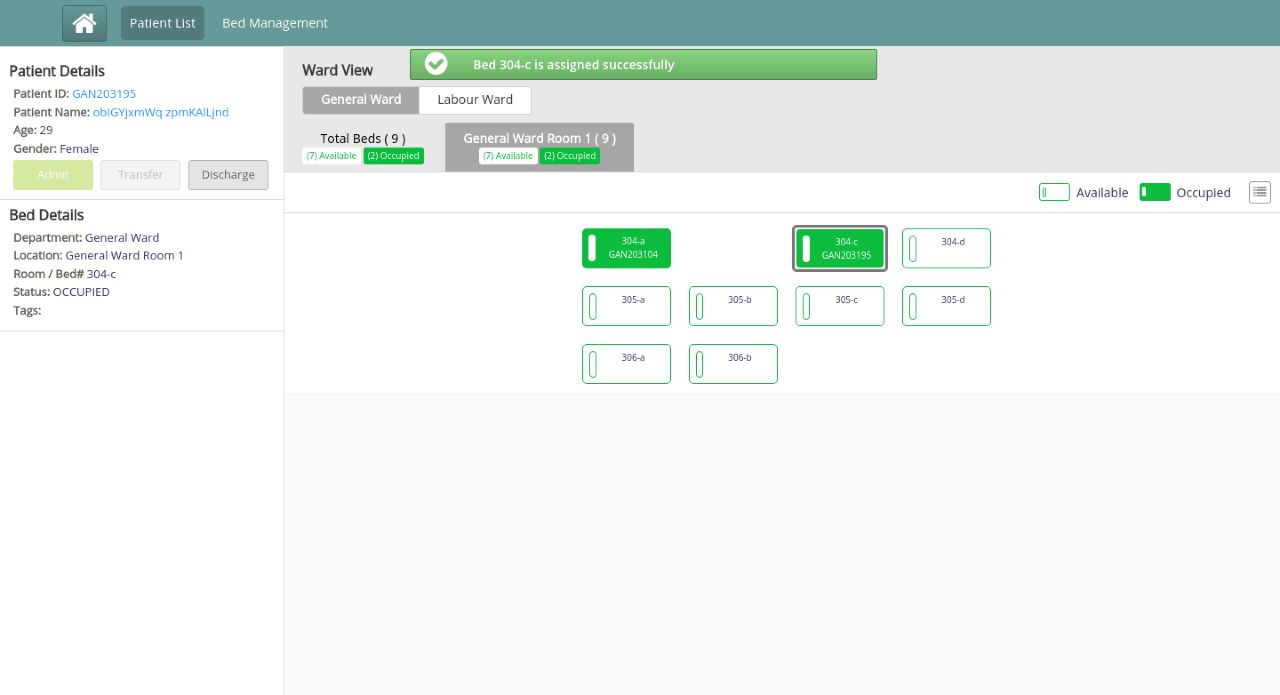 Patient List
Bed Management
Patient Details
Patient ID: GAN203195
Patient Name: obIGYjxmWq zpmKAlLjnd
Age: 29
Gender: Female
Admit
Transfer
Discharge
Bed Details
Department: General Ward
Location: General Ward Room 1
Room / Bed# 304-c
Status: OCCUPIED
Tags:
Bed 304-c is assigned successfully
Ward View
General Ward
Labour Ward
Total Beds ( 9 )
(7) Available
(2) Occupied
General Ward Room 1 ( 9 )
(7) Available
(2) Occupied
Available
Occupied
304-a
GAN203104
304-c
GAN203195
304-d
305-a
305-b
305-c
305-d
306-a
306-b